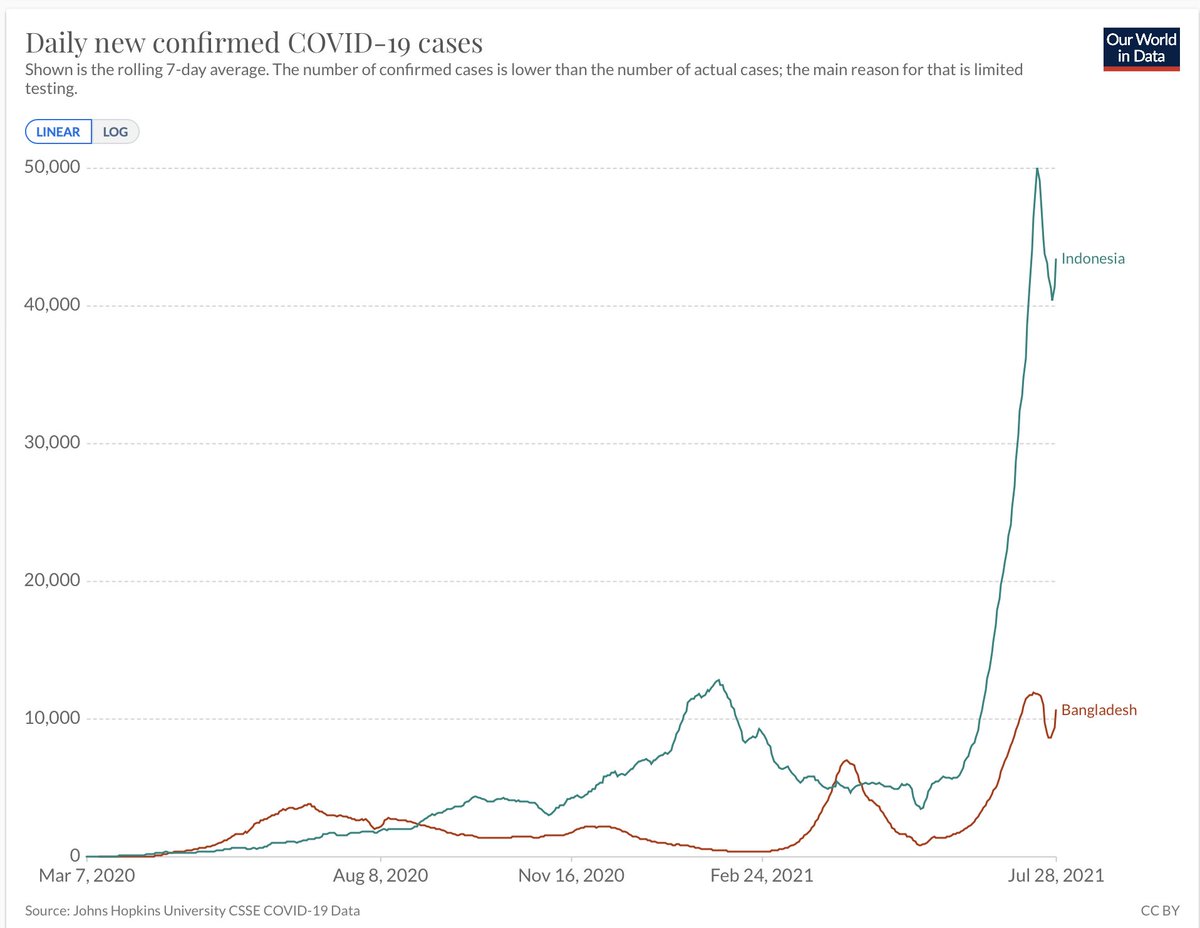 Daily new confirmed COVID-19 cases
Our World
in Data
Shown is the rolling 7-day average. The number of confirmed cases is lower than the number of actual cases; the main reason for that is limited
testing.
LINEAR LOG
50,000
Indonesia
40,000
30,000
20,000
10,000
Bangladesh
0
Mar 7, 2020 Aug 8, 2020 Nov 16, 2020 Feb 24, 2021 Jul 28, 2021
Source: Johns Hopkins University CSSE COVID-19 Data CC BY